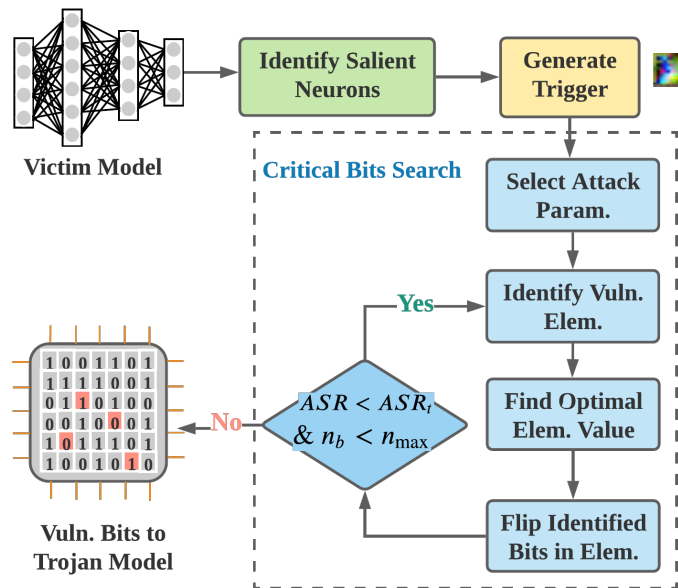 Victim Model
Identify Salient
Neurons
Generate
Trigger
Critical Bits Search
Select Attack
Param.
Identify Vuln.
Elem.
Find Optimal
Elem. Value
Flip Identified
Bits in Elem.
ASR < ASRₜ
& n_b < n_max
Yes
No
1 0 0 1 1 0 1
1 1 1 1 0 0 1
0 1 1 0 1 0 1
0 0 1 0 0 0 1
1 0 1 1 1 0 1
1 0 0 1 0 1 0
Vuln. Bits to
Trojan Model